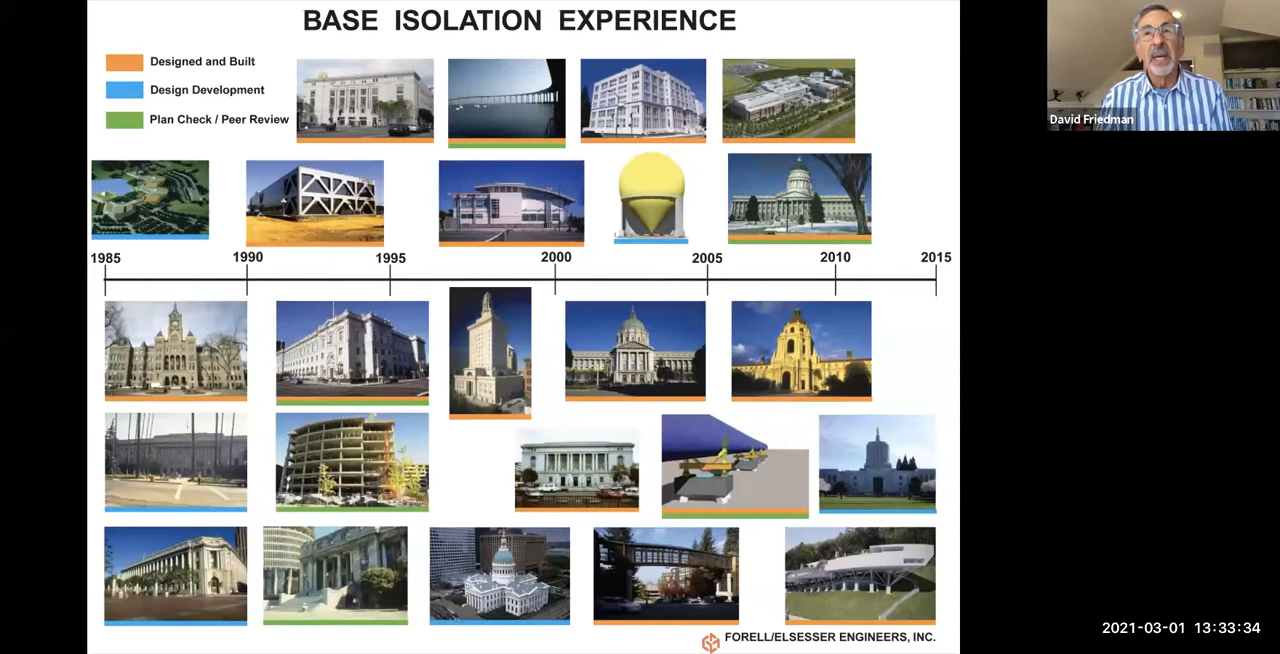 BASE ISOLATION EXPERIENCE
Designed and Built
Design Development
Plan Check / Peer Review
1985 1990 1995 2000 2005 2010 2015
FORELL/ELSESSER ENGINEERS, INC.
David Friedman
2021-03-01 13:33:34